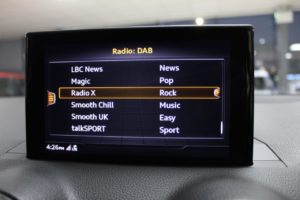 Radio: DAB
LBC News News
Magic Pop
Radio X Rock
Smooth Chill Music
Smooth UK Easy
talkSPORT Sport
4:26pm